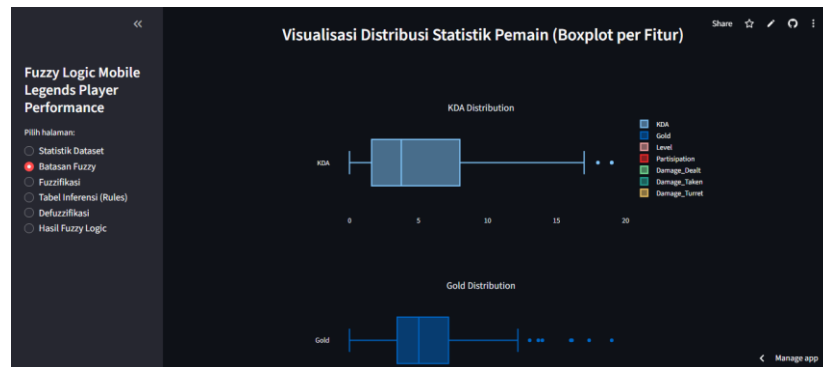 Share
Visualisasi Distribusi Statistik Pemain (Boxplot per Fitur)
Fuzzy Logic Mobile
Legends Player
Performance
Pilih halaman:
Statistik Dataset
Batasan Fuzzy
Fuzzifikasi
Tabel Inferensi (Rules)
Defuzzifikasi
Hasil Fuzzy Logic
KDA Distribution
KDA
Gold
Level
Partisipation
Damage_Dealt
Damage_Taken
Damage_Turret
KDA
0 5 10 15 20
Gold Distribution
Gold
Manage app